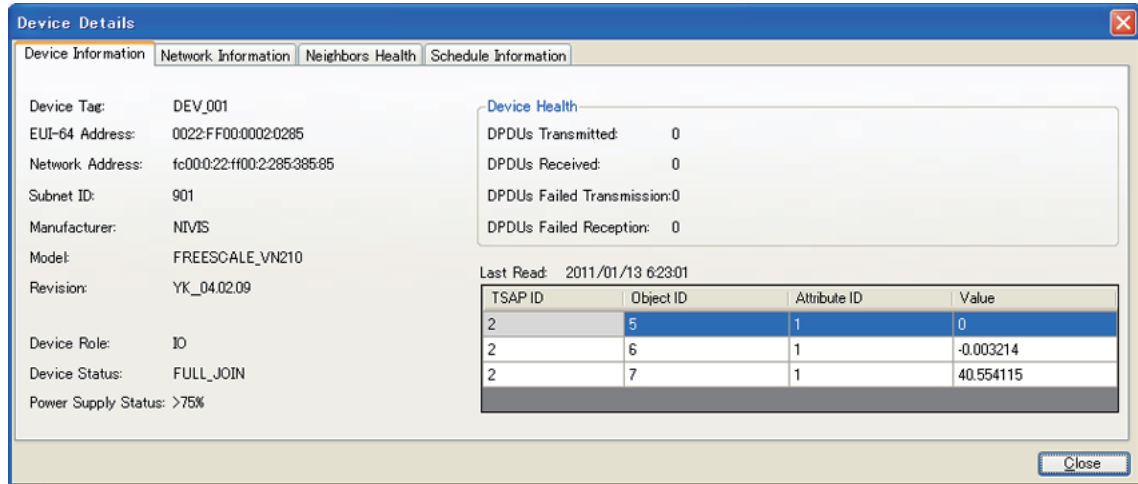 Device Details
Device Information Network Information Neighbors Health Schedule Information
Device Tag: DEV_001
EUI-64 Address: 0022:FF00:0002:0285
Network Address: fc00:0:22:ff00:2:285:385:85
Subnet ID: 901
Manufacturer: NIVIS
Model: FREESCALE_VN210
Revision: YK_04.02.09
Device Role: IO
Device Status: FULL_JOIN
Power Supply Status: >75%
Device Health
DPDUs Transmitted: 0
DPDUs Received: 0
DPDUs Failed Transmission:0
DPDUs Failed Reception: 0
Last Read: 2011/01/13 6:23:01
TSAP ID Object ID Attribute ID Value
2 5 1 0
2 6 1 -0.003214
2 7 1 40.554115
Close